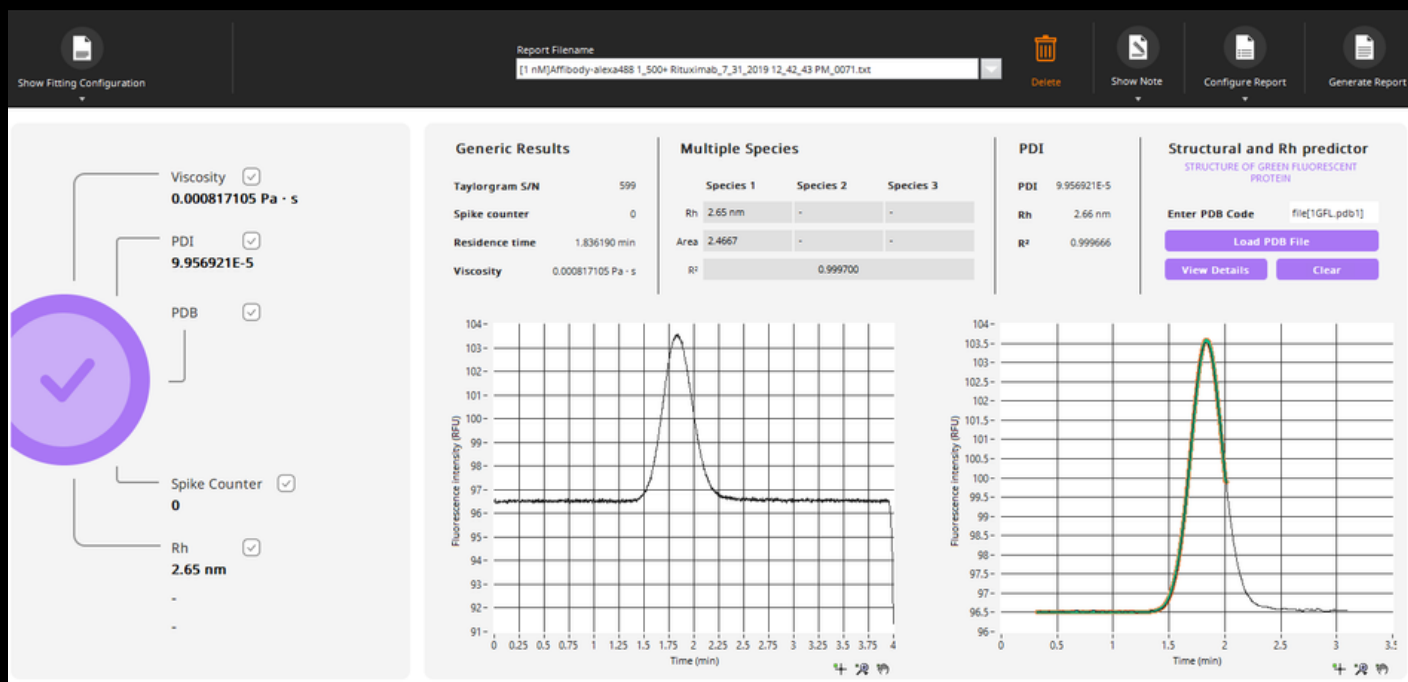 Report Filename
[1 nM]Affibody-alexa488 1_500+ Rituximab_7_31_2019 12_42_43 PM_0071.txt
Show Fitting Configuration
Delete
Show Note
Configure Report
Generate Report
Viscosity
0.000817105 Pa · s
PDI
9.956921E-5
PDB
Spike Counter
0
Rh
2.65 nm
-
-
Generic Results
Taylorgram S/N 599
Spike counter 0
Residence time 1.836190 min
Viscosity 0.000817105 Pa · s
Multiple Species
Species 1 Species 2 Species 3
Rh 2.65 nm - -
Area 2.4667 - -
R² 0.999700
PDI
PDI 9.956921E-5
Rh 2.66 nm
R² 0.999666
Structural and Rh predictor
STRUCTURE OF GREEN FLUORESCENT
PROTEIN
Enter PDB Code file[1GFL.pdb1]
Load PDB File
View Details Clear
Fluorescence intensity (RFU)
104
103
102
101
100
99
98
97
96
95
94
93
92
91
0 0.25 0.5 0.75 1 1.25 1.5 1.75 2 2.25 2.5 2.75 3 3.25 3.5 3.75 4
Time (min)
Fluorescence intensity (RFU)
104
103.5
103
102.5
102
101.5
101
100.5
100
99.5
99
98.5
98
97.5
97
96.5
96
0 0.5 1 1.5 2 2.5 3 3.5
Time (min)